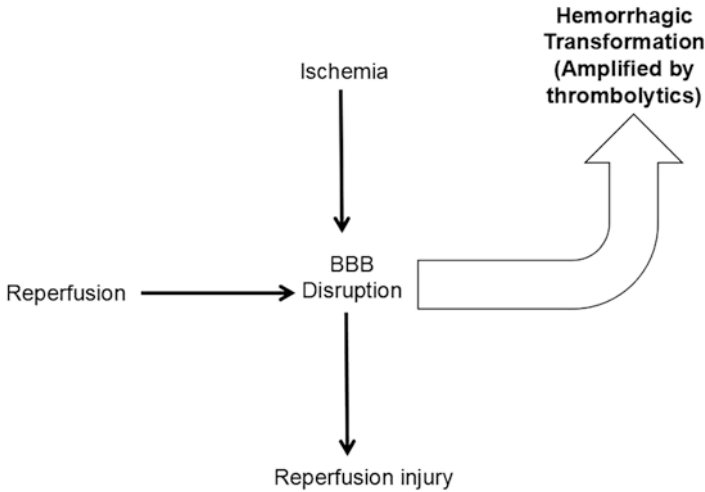 Hemorrhagic
Transformation
(Amplified by
thrombolytics)
Ischemia
BBB
Disruption
Reperfusion
Reperfusion injury